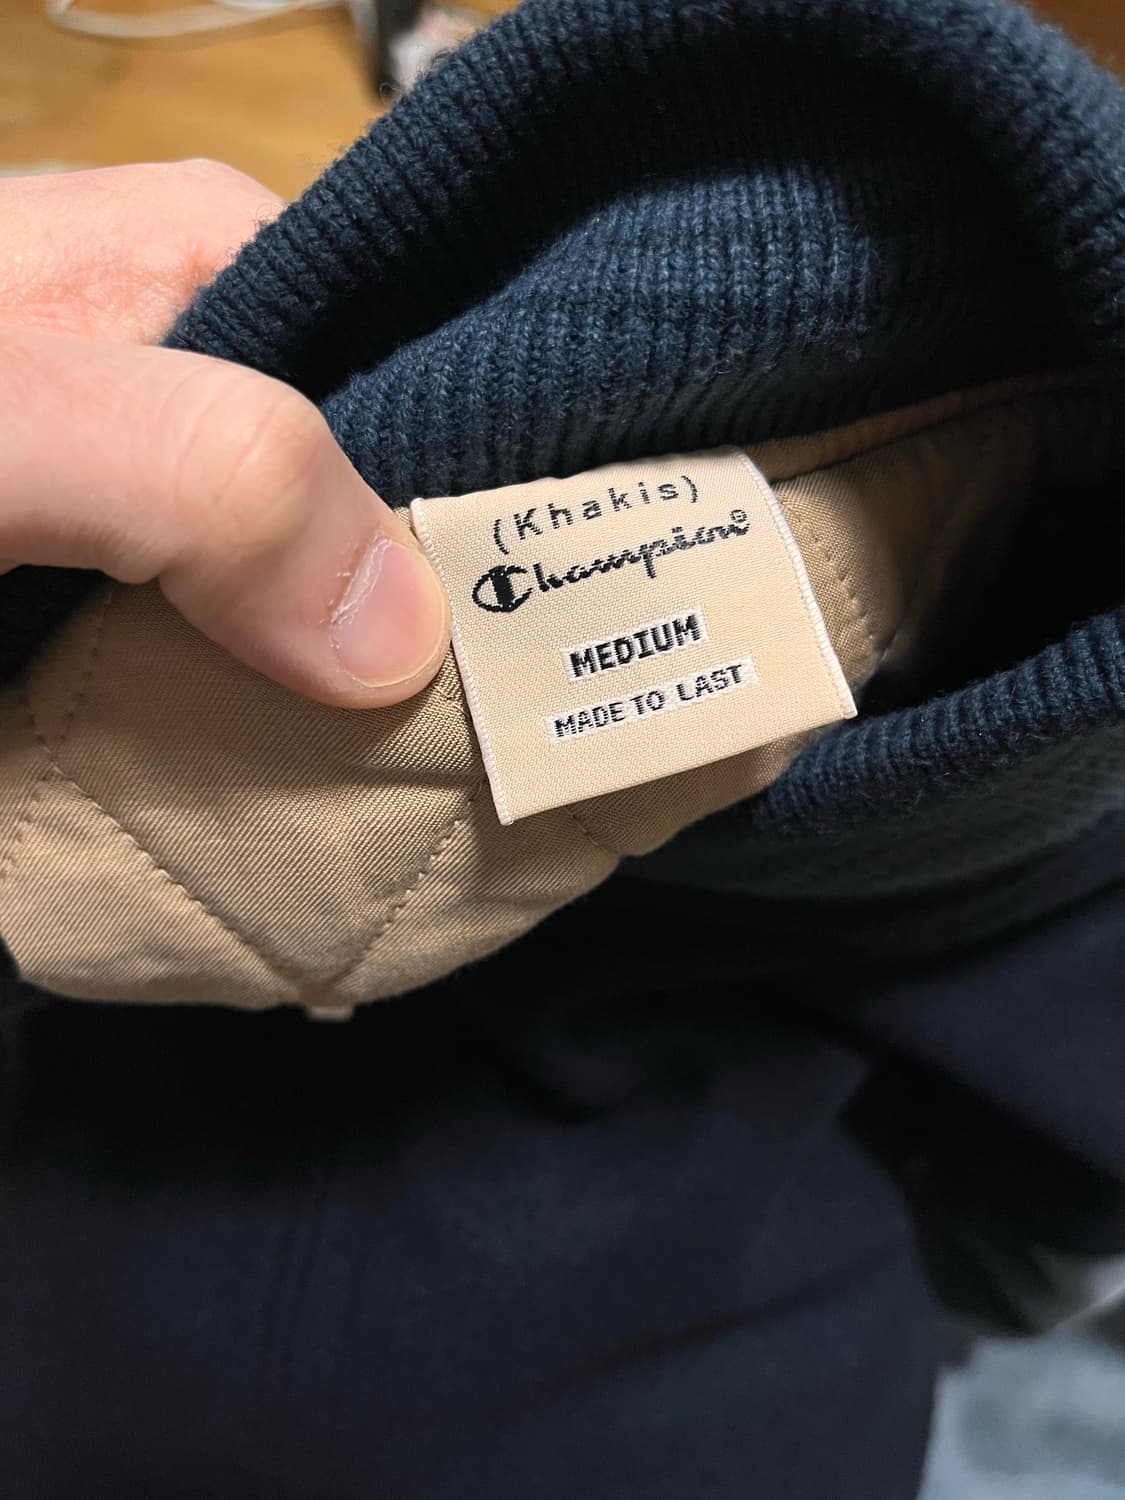 (Khakis)
Champion®
MEDIUM
MADE TO LAST